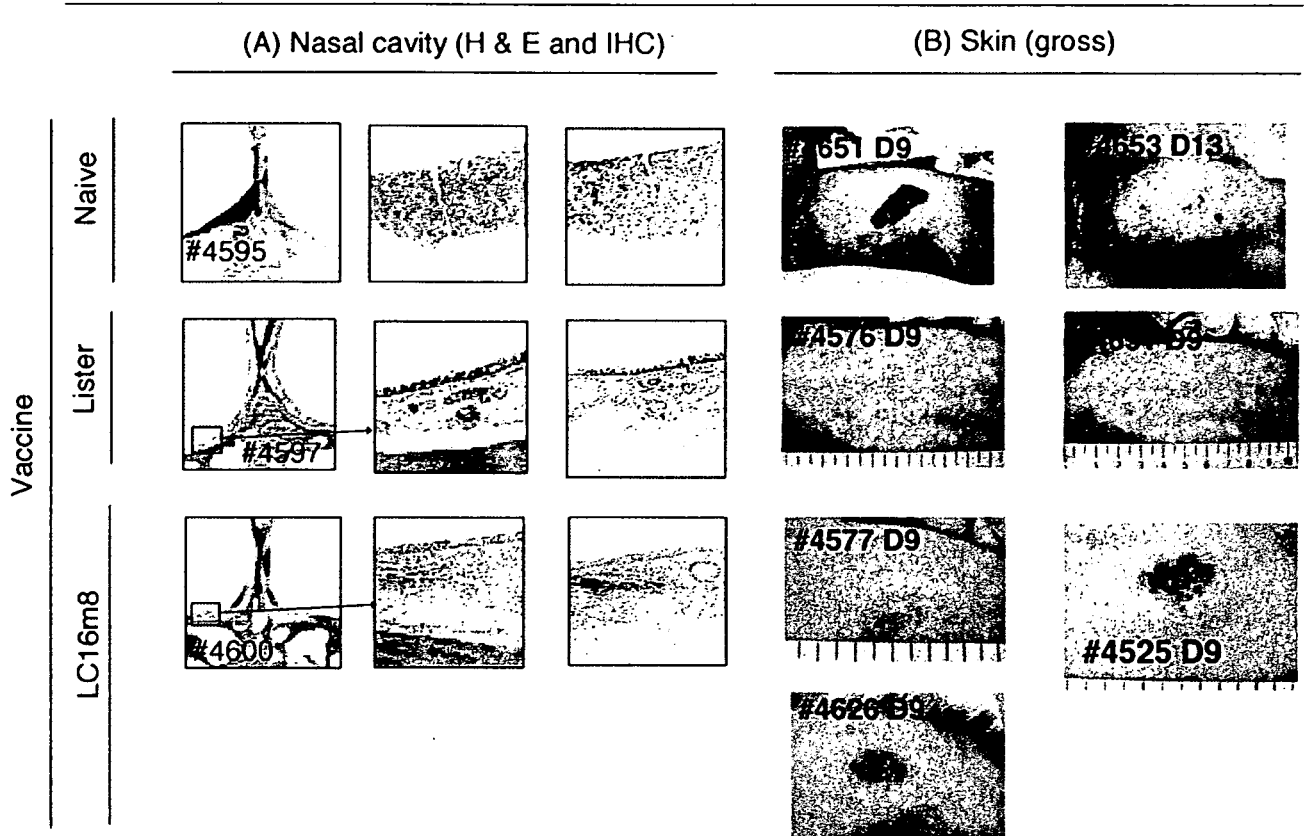 (A) Nasal cavity (H & E and IHC)
(B) Skin (gross)
Vaccine
Naive
#4595
#4651 D9
#4653 D13
Lister
#4597
#4576 D9
D9
LC16m8
#4600
#4577 D9
#4525 D9
#4626 D9